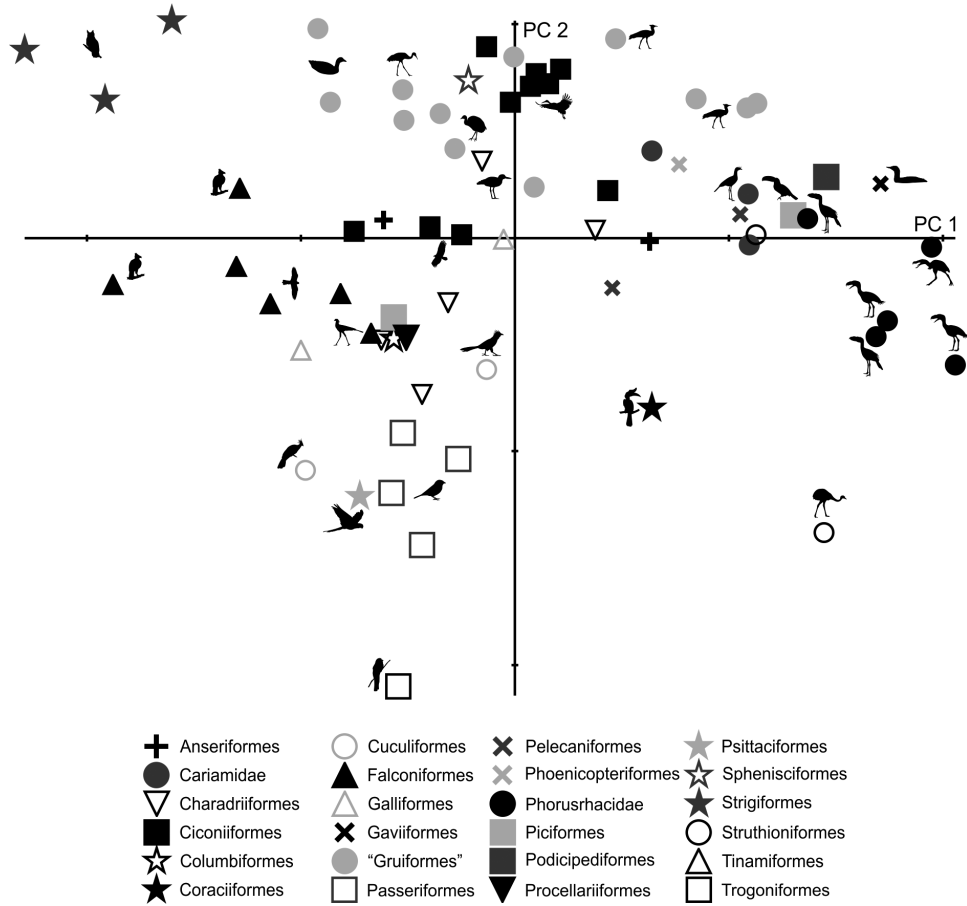 PC 2
PC 1
Anseriformes
Cariamidae
Charadriiformes
Ciconiiformes
Columbiformes
Coraciiformes
Cuculiformes
Falconiformes
Galliformes
Gaviiformes
“Gruiformes”
Passeriformes
Pelecaniformes
Phoenicopteriformes
Phorusrhacidae
Piciformes
Podicipediformes
Procellariiformes
Psittaciformes
Sphenisciformes
Strigiformes
Struthioniformes
Tinamiformes
Trogoniformes